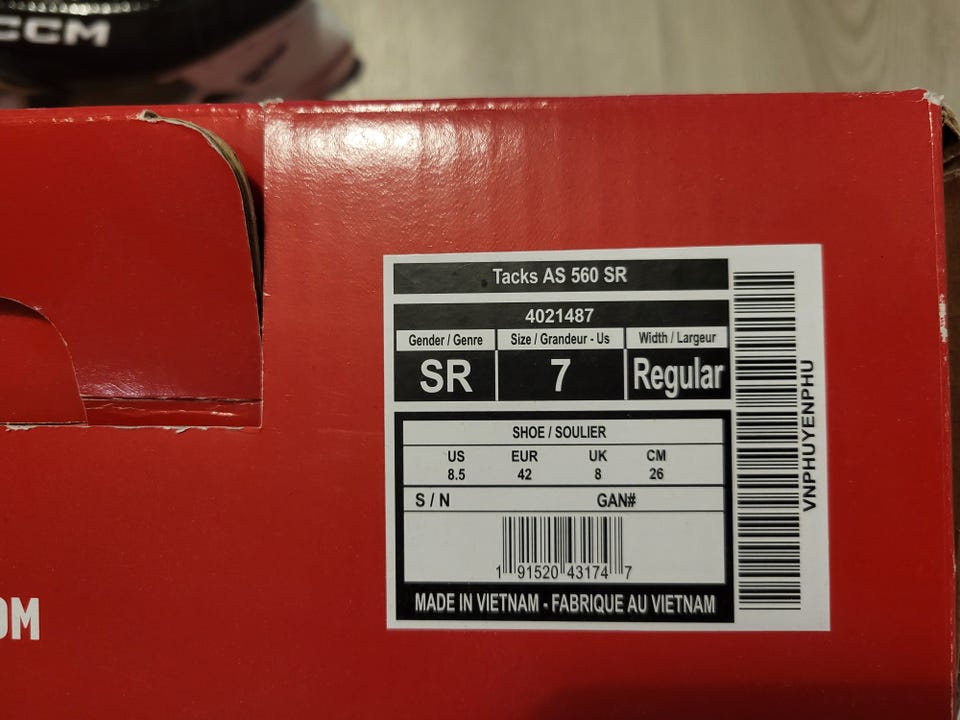 CCM
Tacks AS 560 SR
4021487
Gender / Genre Size / Grandeur - Us Width / Largeur
SR 7 Regular
SHOE / SOULIER
US EUR UK CM
8.5 42 8 26
S / N GAN#
1 91520 43174 7
MADE IN VIETNAM - FABRIQUE AU VIETNAM
VNPHUYENPHU
OM